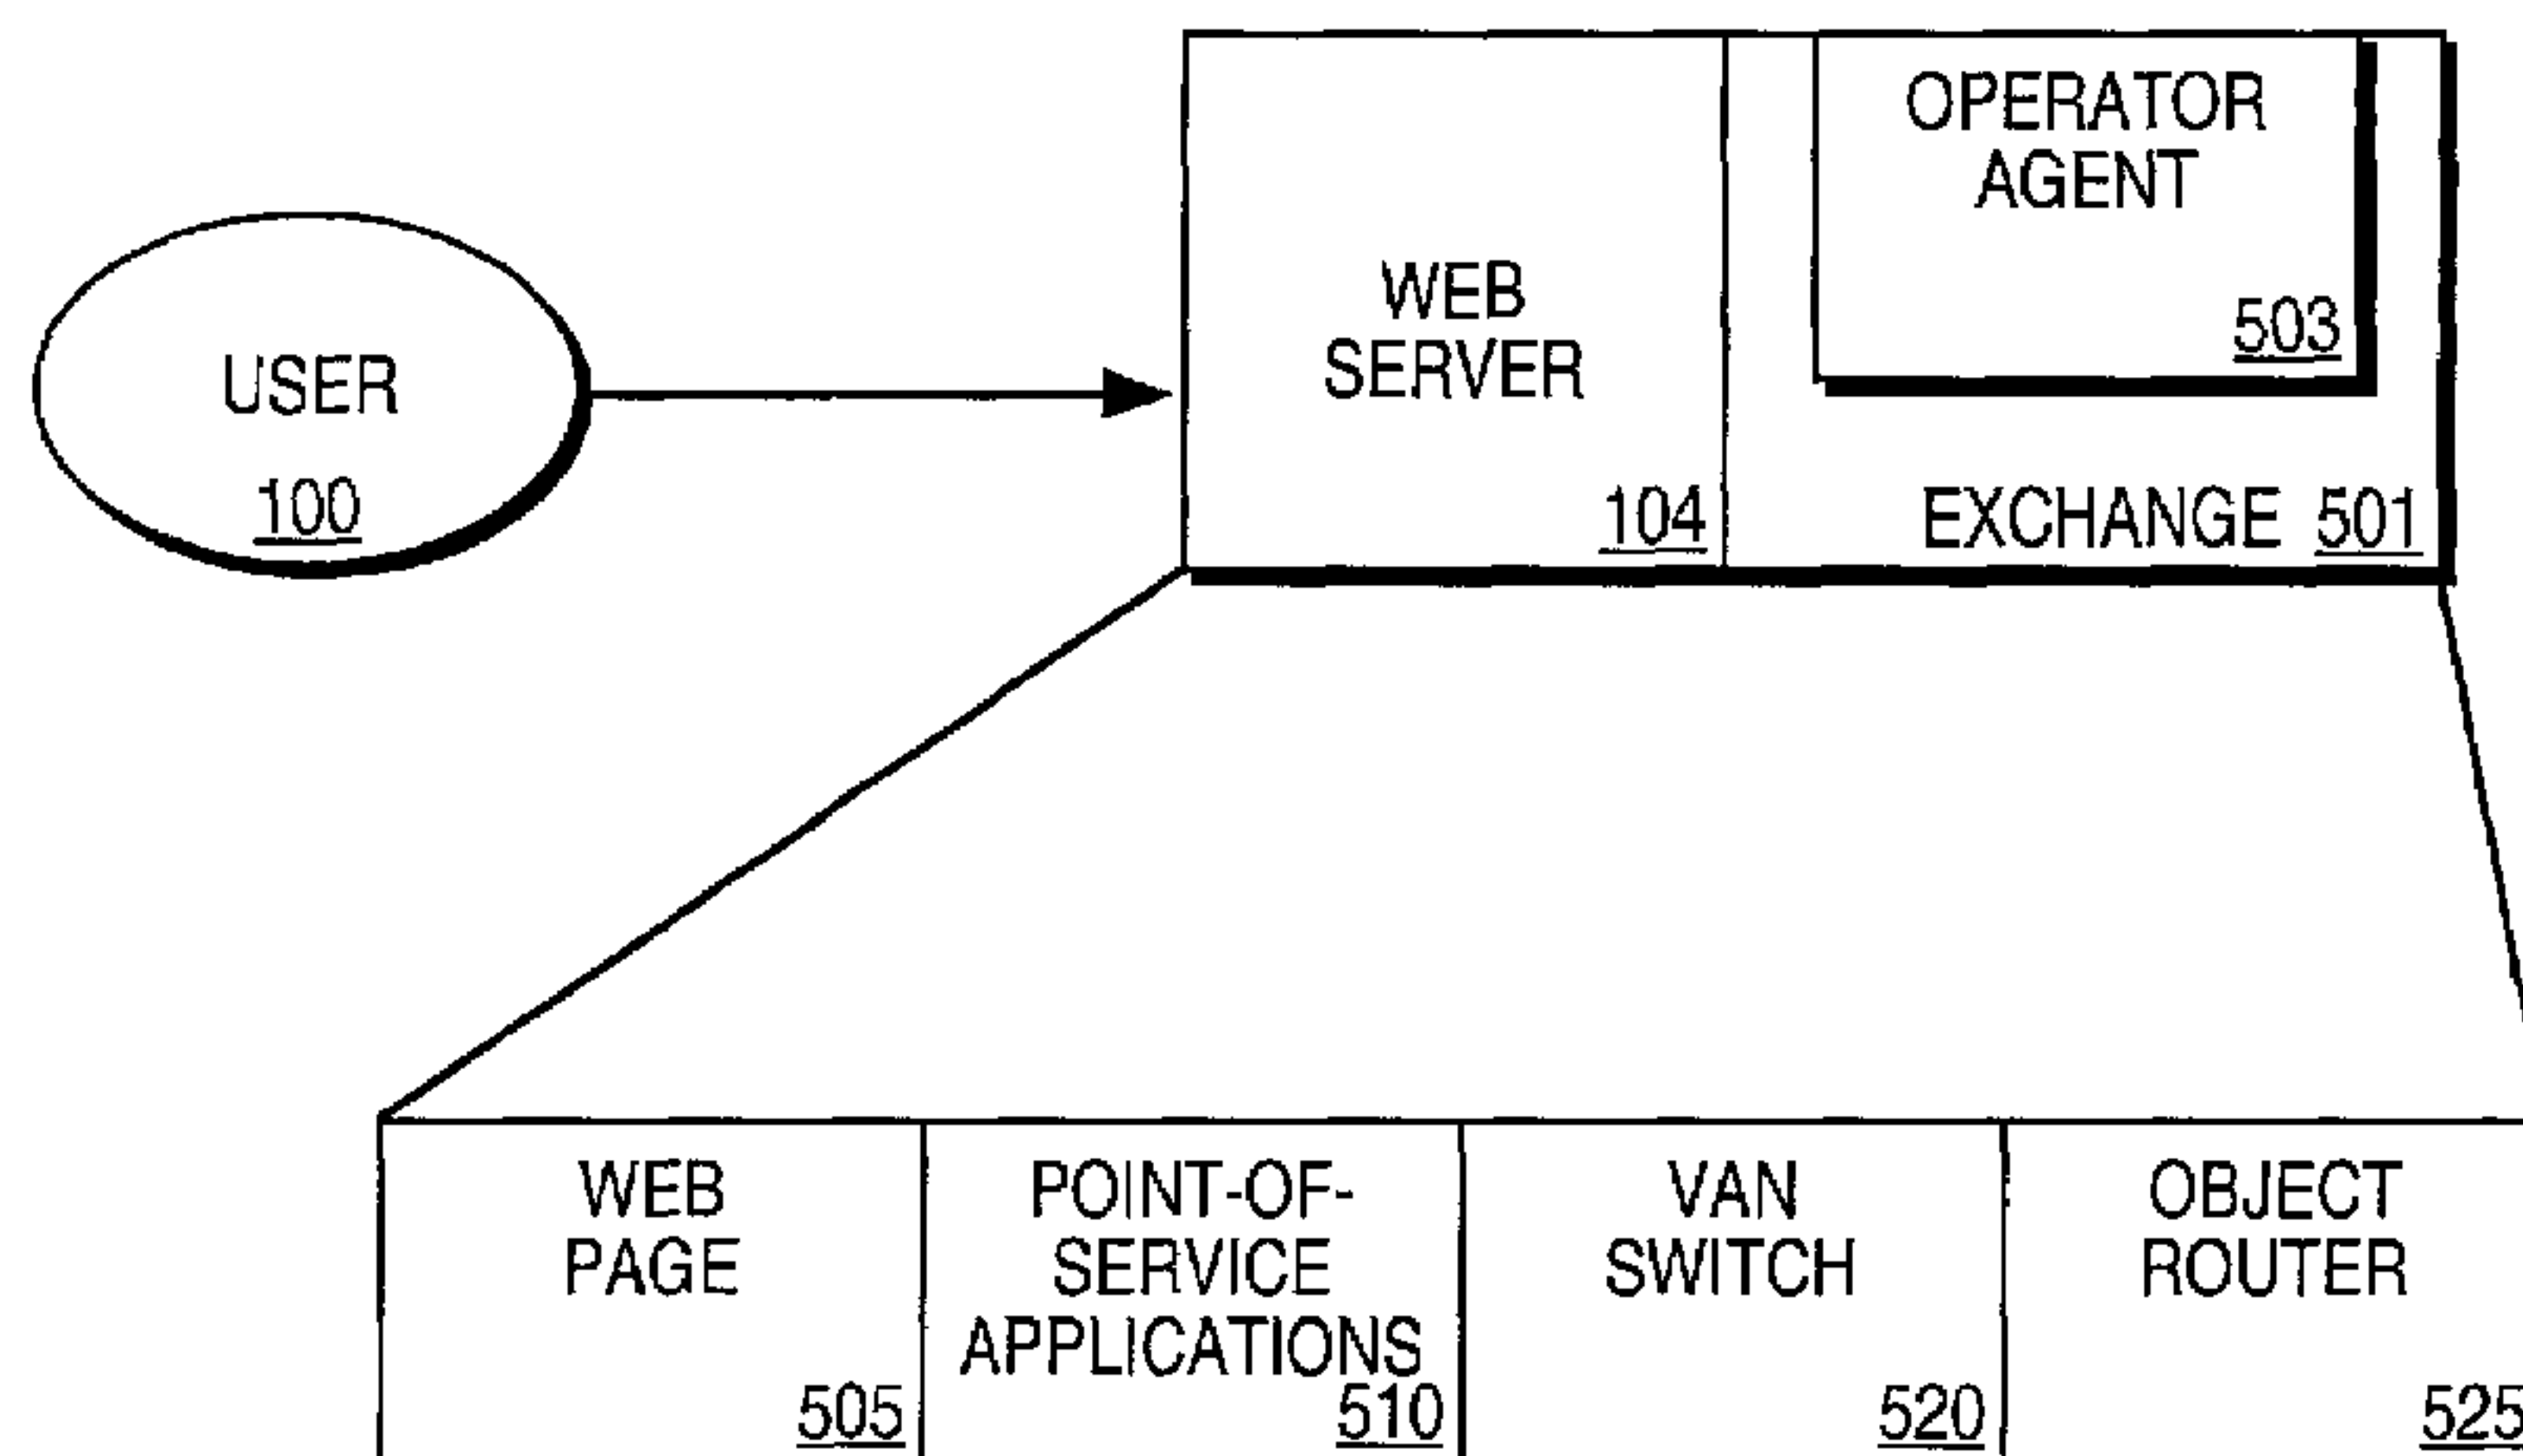 OPERATOR
AGENT
503
WEB
SERVER
104
EXCHANGE 501
USER
100
WEB
PAGE
505
POINT-OF-
SERVICE
APPLICATIONS
510
VAN
SWITCH
520
OBJECT
ROUTER
525